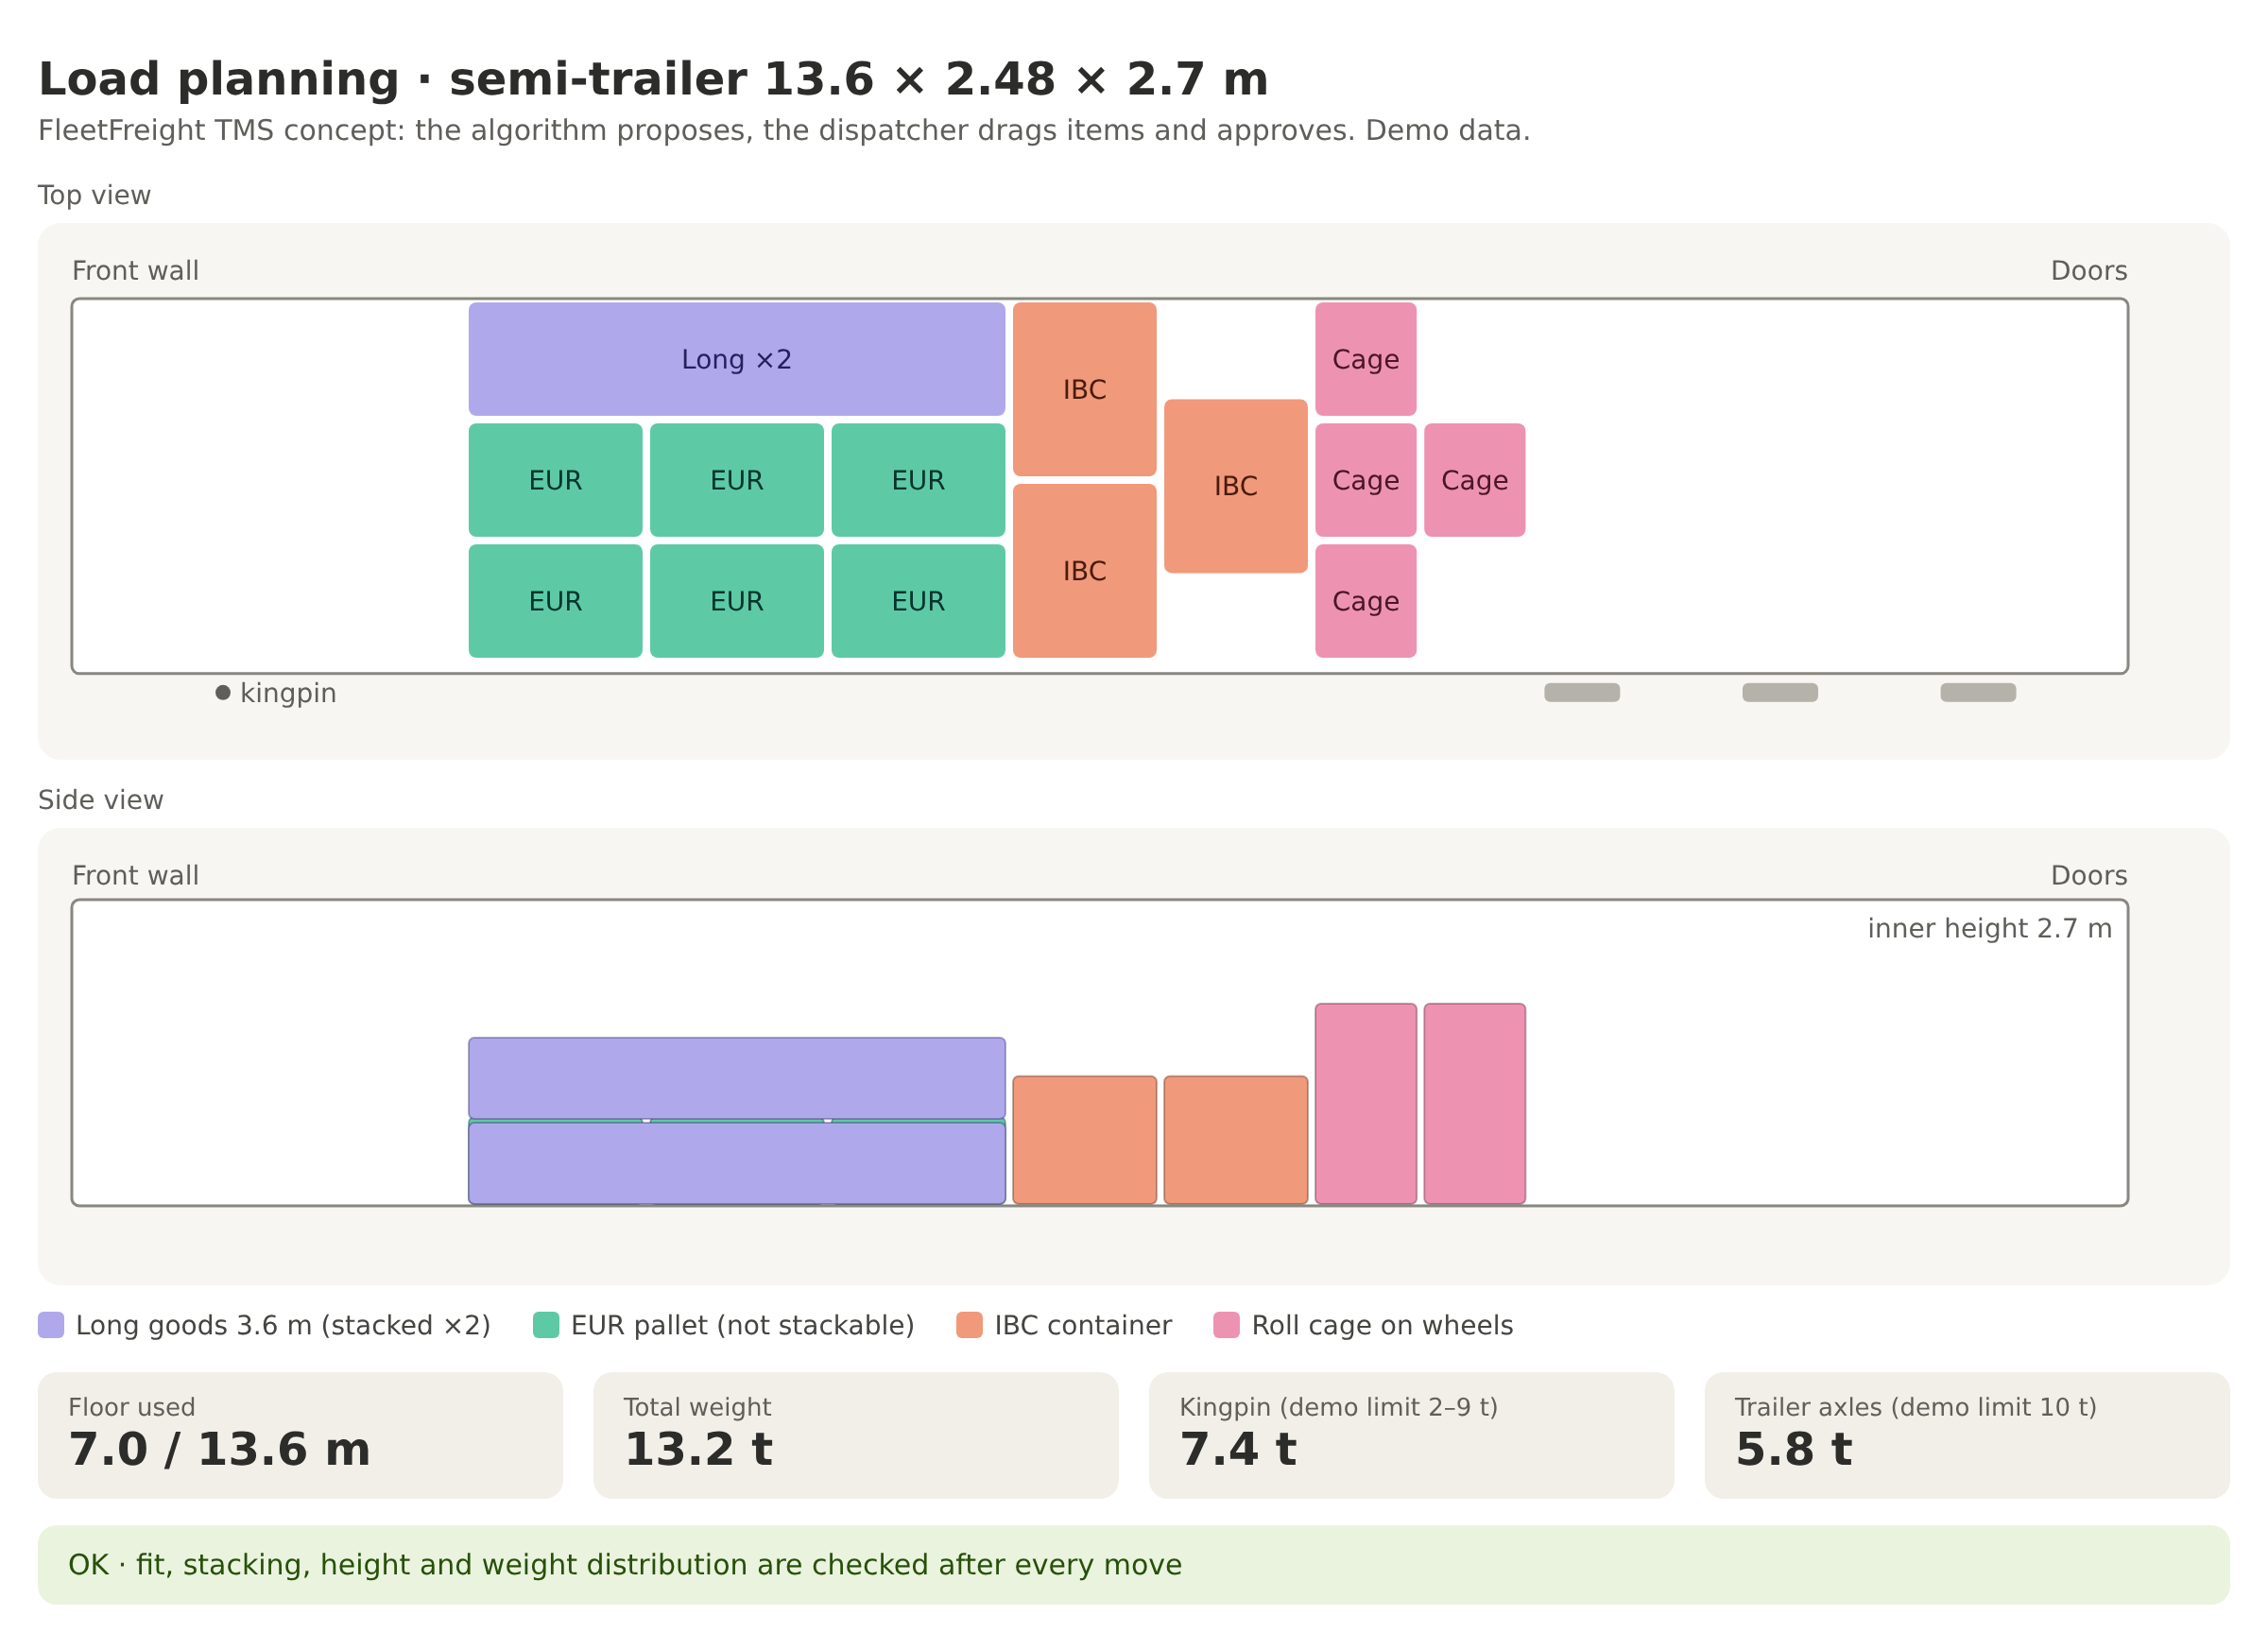 Load planning · semi-trailer 13.6 × 2.48 × 2.7 m
FleetFreight TMS concept: the algorithm proposes, the dispatcher drags items and approves. Demo data.
Top view
Front wall
Doors
Long ×2
IBC
Cage
EUR
EUR
EUR
IBC
Cage
Cage
EUR
EUR
EUR
IBC
Cage
kingpin
Side view
Front wall
Doors
inner height 2.7 m
Long goods 3.6 m (stacked ×2)
EUR pallet (not stackable)
IBC container
Roll cage on wheels
Floor used
7.0 / 13.6 m
Total weight
13.2 t
Kingpin (demo limit 2–9 t)
7.4 t
Trailer axles (demo limit 10 t)
5.8 t
OK · fit, stacking, height and weight distribution are checked after every move